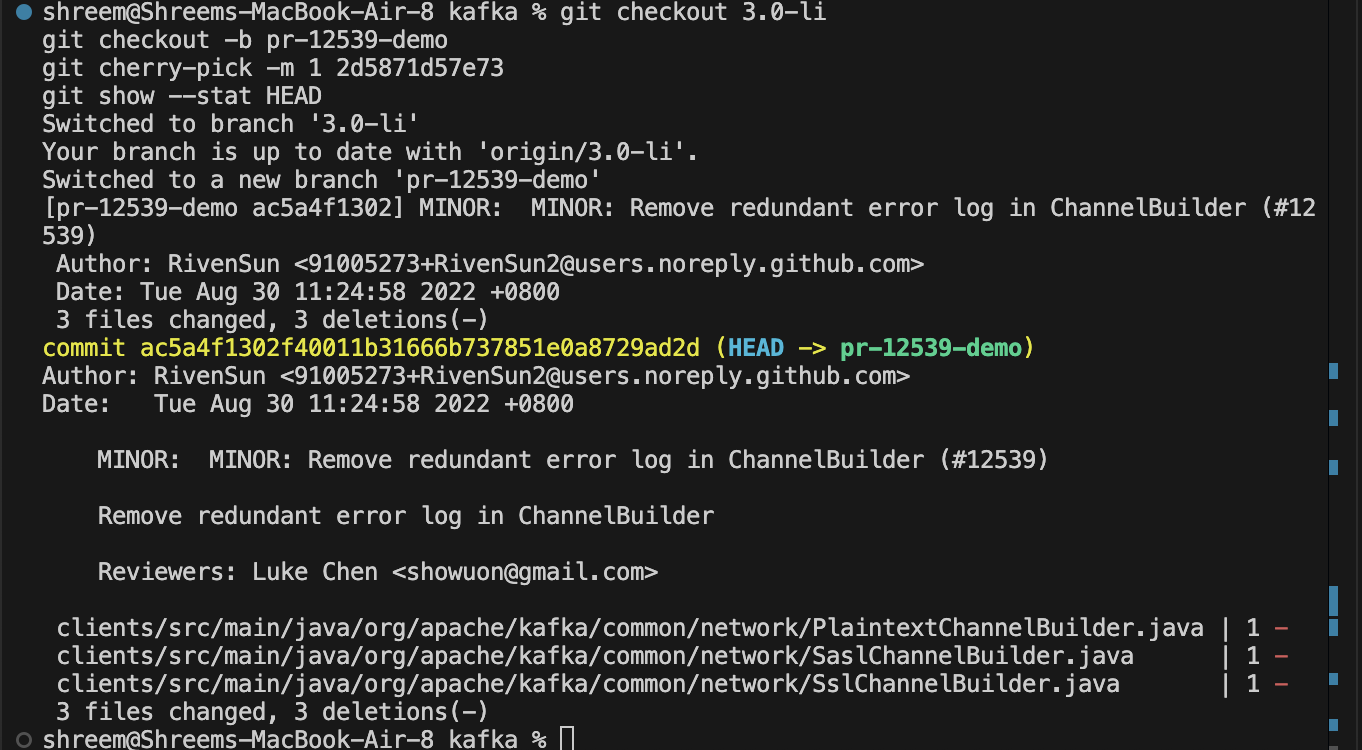 shreem@Shreems-MacBook-Air-8 kafka % git checkout 3.0-li
git checkout -b pr-12539-demo
git cherry-pick -m 1 2d5871d57e73
git show --stat HEAD
Switched to branch '3.0-li'
Your branch is up to date with 'origin/3.0-li'.
Switched to a new branch 'pr-12539-demo'
[pr-12539-demo ac5a4f1302] MINOR:  MINOR: Remove redundant error log in ChannelBuilder (#12
539)
 Author: RivenSun <91005273+RivenSun2@users.noreply.github.com>
 Date: Tue Aug 30 11:24:58 2022 +0800
 3 files changed, 3 deletions(-)
commit ac5a4f1302f40011b31666b737851e0a8729ad2d (HEAD -> pr-12539-demo)
Author: RivenSun <91005273+RivenSun2@users.noreply.github.com>
Date:   Tue Aug 30 11:24:58 2022 +0800
    MINOR:  MINOR: Remove redundant error log in ChannelBuilder (#12539)
    Remove redundant error log in ChannelBuilder
    Reviewers: Luke Chen <showuon@gmail.com>
 clients/src/main/java/org/apache/kafka/common/network/PlaintextChannelBuilder.java | 1 -
 clients/src/main/java/org/apache/kafka/common/network/SaslChannelBuilder.java      | 1 -
 clients/src/main/java/org/apache/kafka/common/network/SslChannelBuilder.java       | 1 -
 3 files changed, 3 deletions(-)
shreem@Shreems-MacBook-Air-8 kafka %